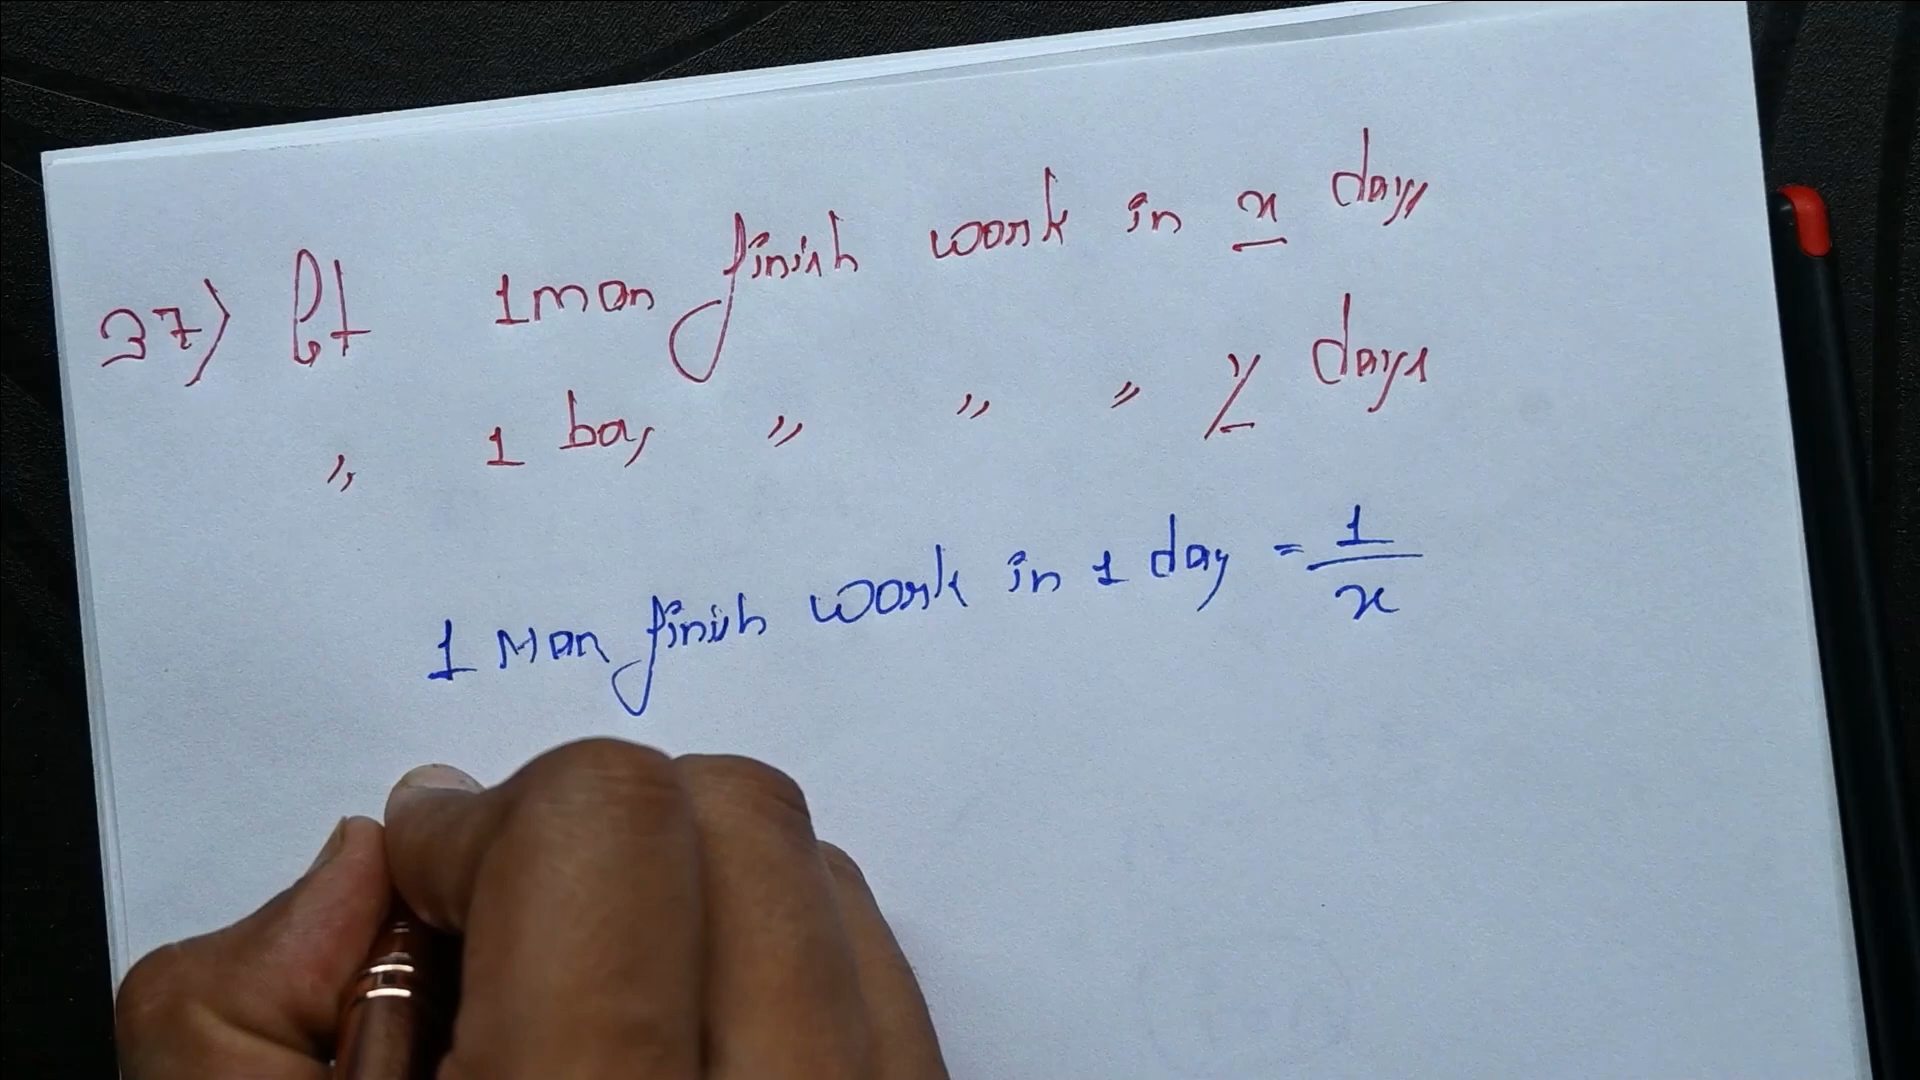 37) let 1 man finish work in x days
" 1 boy " " " y days
1 Man finish work in 1 day = 1/x